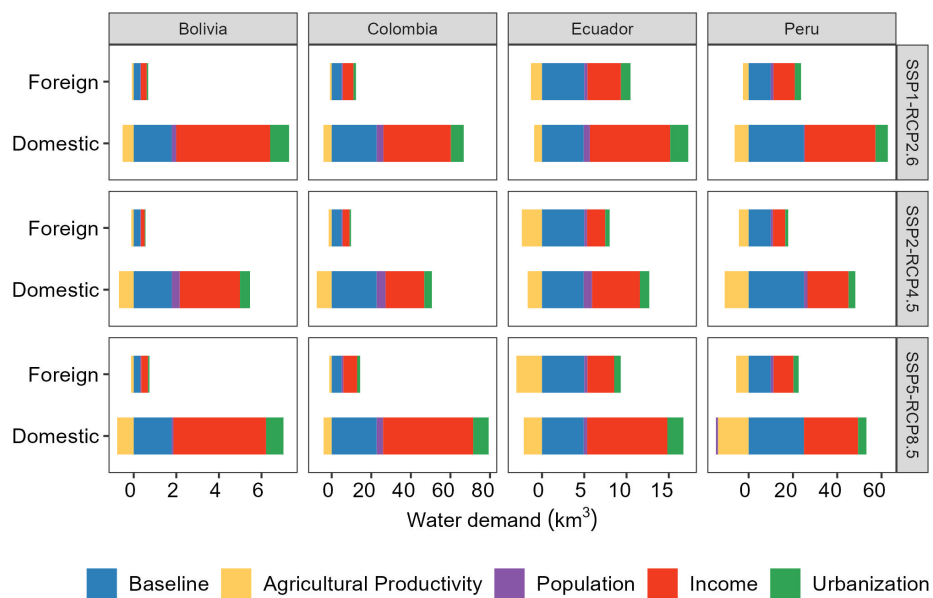 Bolivia Colombia Ecuador Peru
Foreign
Domestic
SSP1-RCP2.6
Foreign
Domestic
SSP2-RCP4.5
Foreign
Domestic
SSP5-RCP8.5
0 2 4 6 0 20 40 60 80 0 5 10 15 0 20 40 60
Water demand (km³)
Baseline Agricultural Productivity Population Income Urbanization